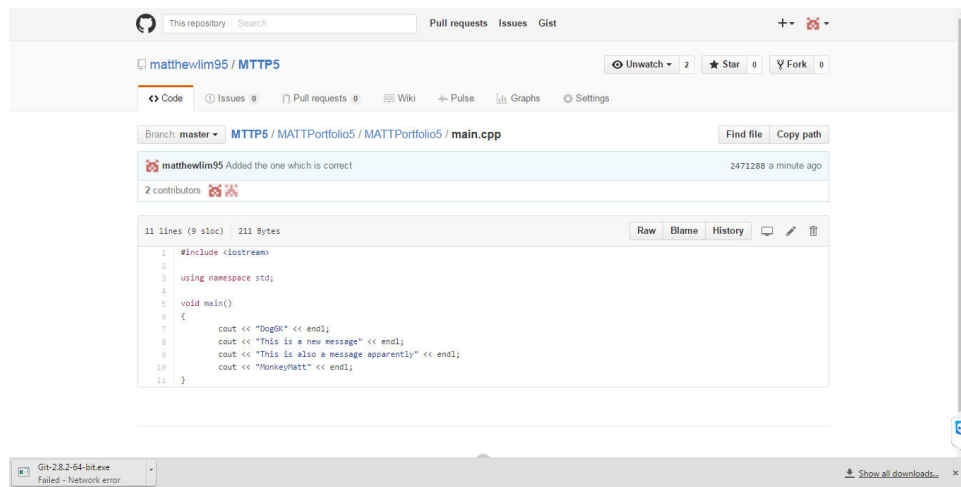 This repository Search Pull requests Issues Gist
matthewlim95 / MTTP5 Unwatch 2 Star 0 Fork 0
Code Issues 0 Pull requests 0 Wiki Pulse Graphs Settings
Branch: master MTTP5 / MATTPortfolio5 / MATTPortfolio5 / main.cpp Find file Copy path
matthewlim95 Added the one which is correct 2471288 a minute ago
2 contributors
11 lines (9 sloc) 211 Bytes Raw Blame History
1 #include <iostream>
2
3 using namespace std;
4
5 void main()
6 {
7 cout << "DogGK" << endl;
8 cout << "This is a new message" << endl;
9 cout << "This is also a message apparently" << endl;
10 cout << "MonkeyMatt" << endl;
11 }
Git-2.8.2-64-bit.exe
Failed - Network error
Show all downloads...